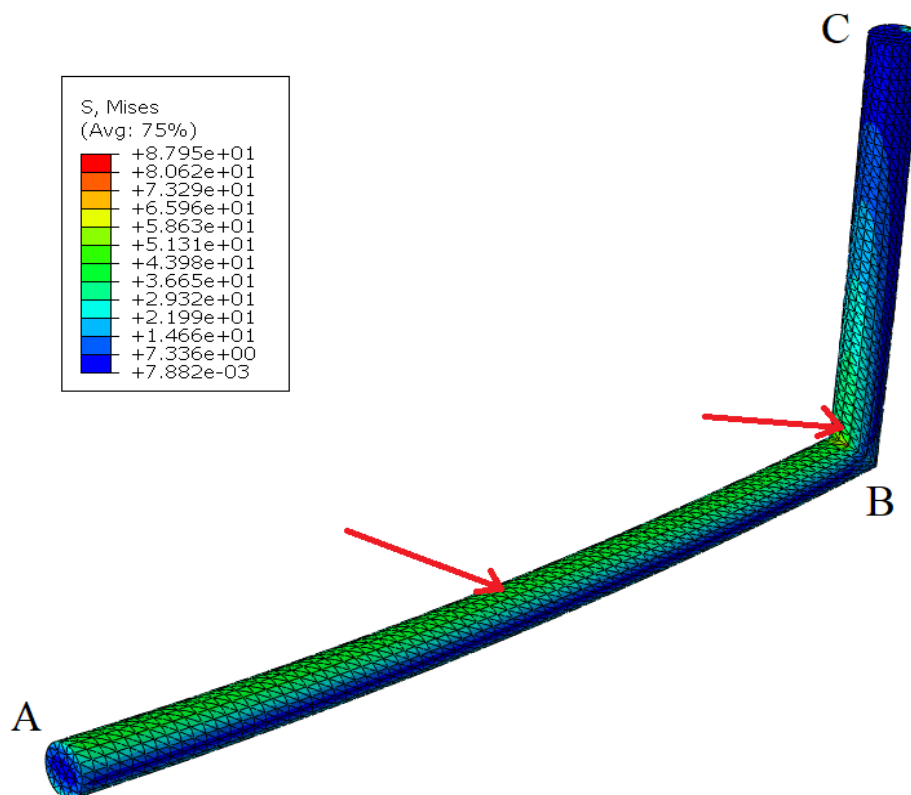 C
S, Mises
(Avg: 75%)
+8.795e+01
+8.062e+01
+7.329e+01
+6.596e+01
+5.863e+01
+5.131e+01
+4.398e+01
+3.665e+01
+2.932e+01
+2.199e+01
+1.466e+01
+7.336e+00
+7.882e-03
B
A